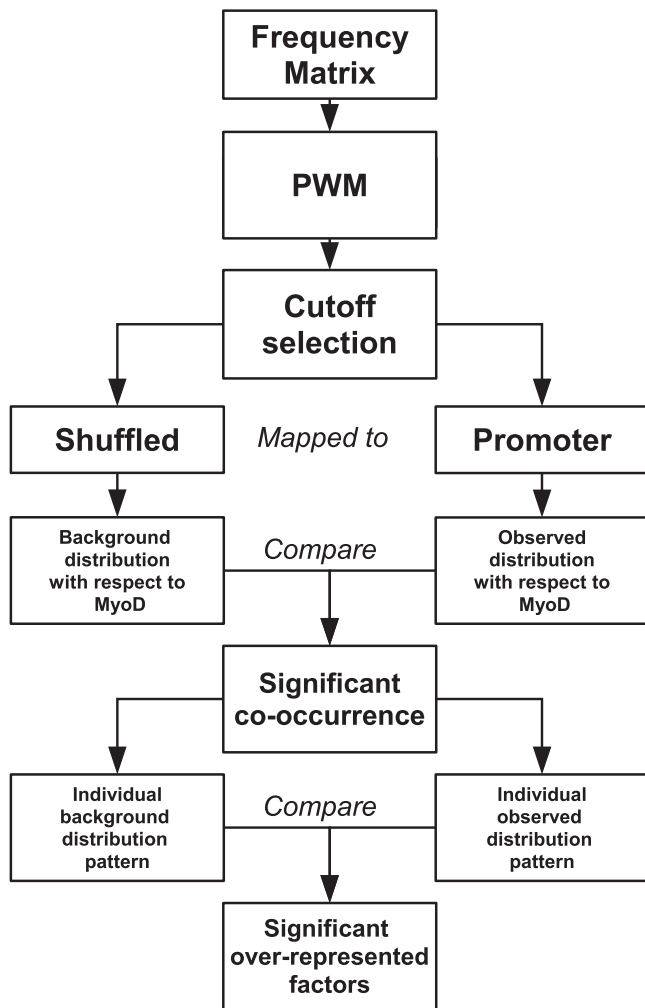 Frequency
Matrix
PWM
Cutoff
selection
Shuffled
Mapped to
Promoter
Background
distribution
with respect to
MyoD
Compare
Observed
distribution
with respect to
MyoD
Significant
co-occurrence
Individual
background
distribution
pattern
Compare
Individual
observed
distribution
pattern
Significant
over-represented
factors